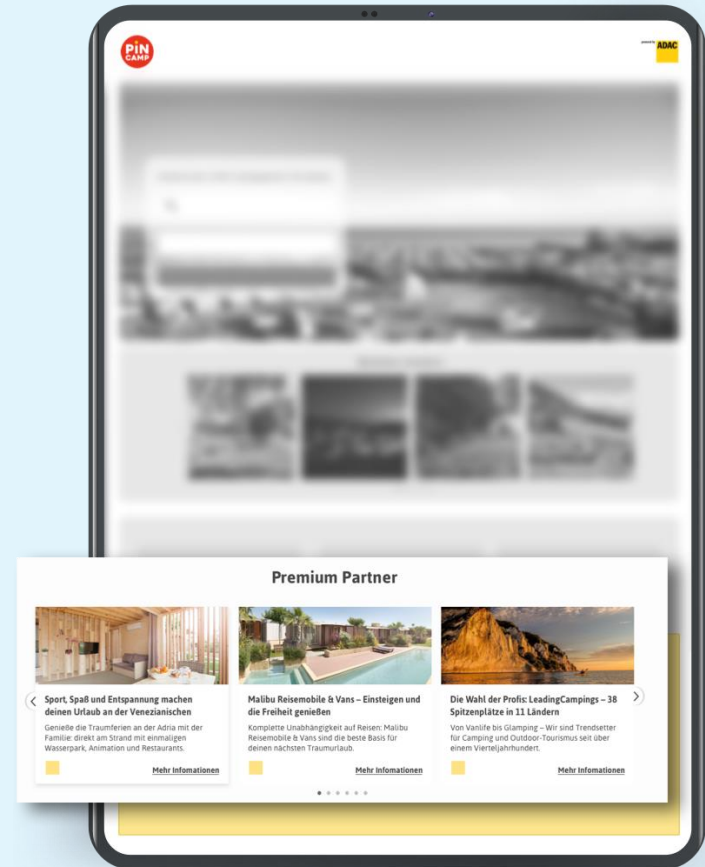 PiN
CAMP
powered by ADAC
Premium Partner
Sport, Spaß und Entspannung machen
deinen Urlaub an der Venezianischen
Genieße die Traumferien an der Adria mit der
Familie: direkt am Strand mit einmaligen
Wasserpark, Animation und Restaurants.
Mehr Infomationen
Malibu Reisemobile & Vans – Einsteigen und
die Freiheit genießen
Komplette Unabhängigkeit auf Reisen: Malibu
Reisemobile & Vans sind die beste Basis für
deinen nächsten Traumurlaub.
Mehr Infomationen
Die Wahl der Profis: LeadingCampings – 38
Spitzenplätze in 11 Ländern
Von Vanlife bis Glamping – Wir sind Trendsetter
für Camping und Outdoor-Tourismus seit über
einem Vierteljahrhundert.
Mehr Infomationen